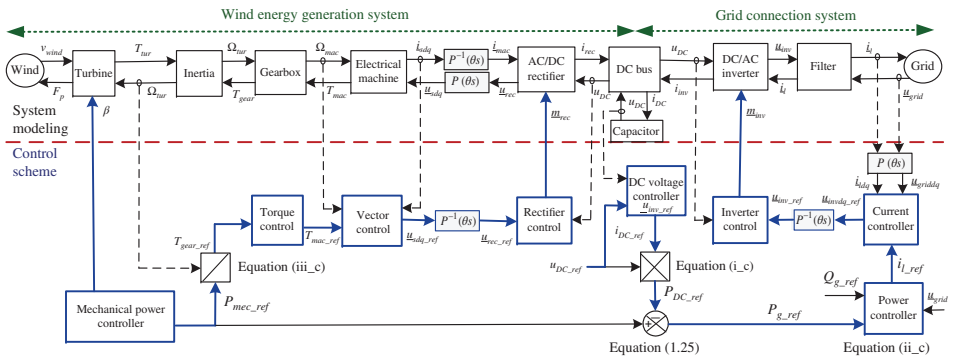 Wind energy generation system
Grid connection system
v_wind
T_tur
Ω_tur
Ω_mac
i_sdq
i_mac
i_rec
u_DC
u_inv
i_l
i_l
Wind
Turbine
Inertia
Gearbox
Electrical machine
P⁻¹(θs)
P(θs)
AC/DC rectifier
DC bus
DC/AC inverter
Filter
Grid
F_p
Ω_tur
T_gear
T_mac
u_sdq
u_rec
u_DC
u_DC
i_DC
i_inv
i_l
u_grid
β
m_rec
Capacitor
m_inv
System modeling
Control scheme
P(θs)
i_ldq
u_griddq
DC voltage controller
u_inv_ref
Torque control
Vector control
P⁻¹(θs)
Rectifier control
Inverter control
u_inv_ref
P⁻¹(θs)
u_invdq_ref
Current controller
T_gear_ref
T_mac_ref
u_sdq_ref
u_rec_ref
i_DC_ref
Equation (iii_c)
u_DC_ref
Equation (i_c)
i_l_ref
Mechanical power controller
P_mec_ref
P_DC_ref
Q_g_ref
Power controller
u_grid
P_g_ref
Equation (1.25)
Equation (ii_c)